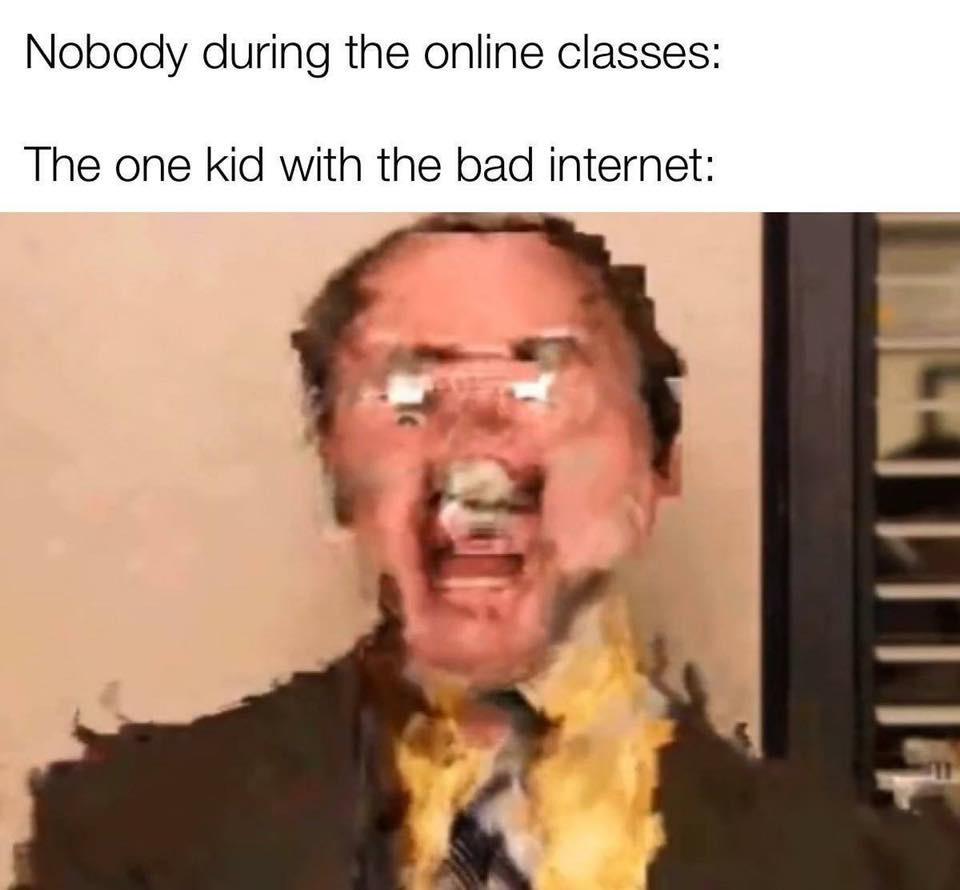 Nobody during the online classes:
The one kid with the bad internet: